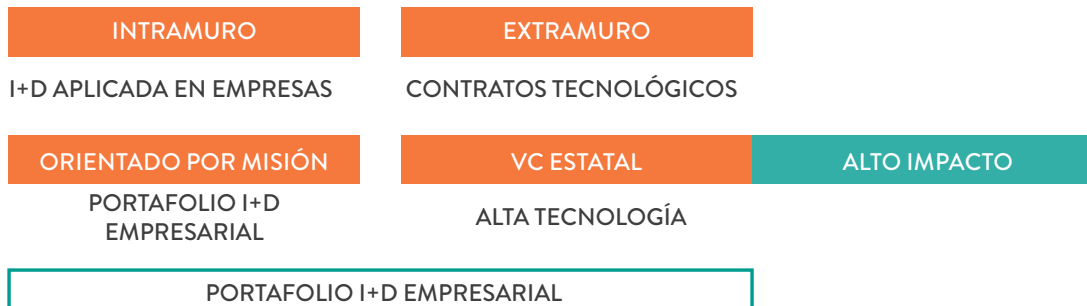 INTRAMURO
EXTRAMURO
I+D APLICADA EN EMPRESAS
CONTRATOS TECNOLÓGICOS
ORIENTADO POR MISIÓN
VC ESTATAL
ALTO IMPACTO
PORTAFOLIO I+D
EMPRESARIAL
ALTA TECNOLOGÍA
PORTAFOLIO I+D EMPRESARIAL